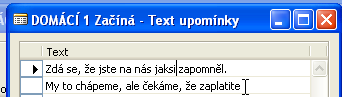 DOMÁCÍ 1 Začíná - Text upomínky
Text
Zdá se, že jste na nás jaksi zapomněl.
My to chápeme, ale čekáme, že zaplatite